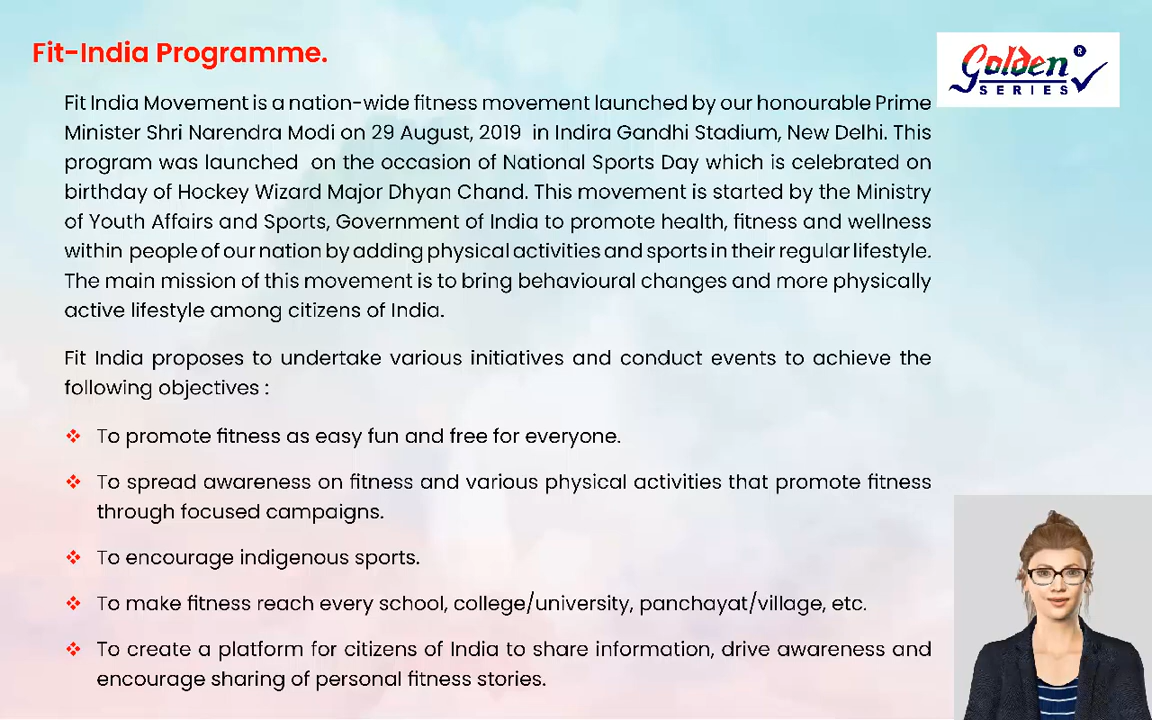 Fit-India Programme.
Golden ®
SERIES
Fit India Movement is a nation-wide fitness movement launched by our honourable Prime
Minister Shri Narendra Modi on 29 August, 2019 in Indira Gandhi Stadium, New Delhi. This
program was launched on the occasion of National Sports Day which is celebrated on
birthday of Hockey Wizard Major Dhyan Chand. This movement is started by the Ministry
of Youth Affairs and Sports, Government of India to promote health, fitness and wellness
within people of our nation by adding physical activities and sports in their regular lifestyle.
The main mission of this movement is to bring behavioural changes and more physically
active lifestyle among citizens of India.
Fit India proposes to undertake various initiatives and conduct events to achieve the
following objectives :
❖ To promote fitness as easy fun and free for everyone.
❖ To spread awareness on fitness and various physical activities that promote fitness
through focused campaigns.
❖ To encourage indigenous sports.
❖ To make fitness reach every school, college/university, panchayat/village, etc.
❖ To create a platform for citizens of India to share information, drive awareness and
encourage sharing of personal fitness stories.